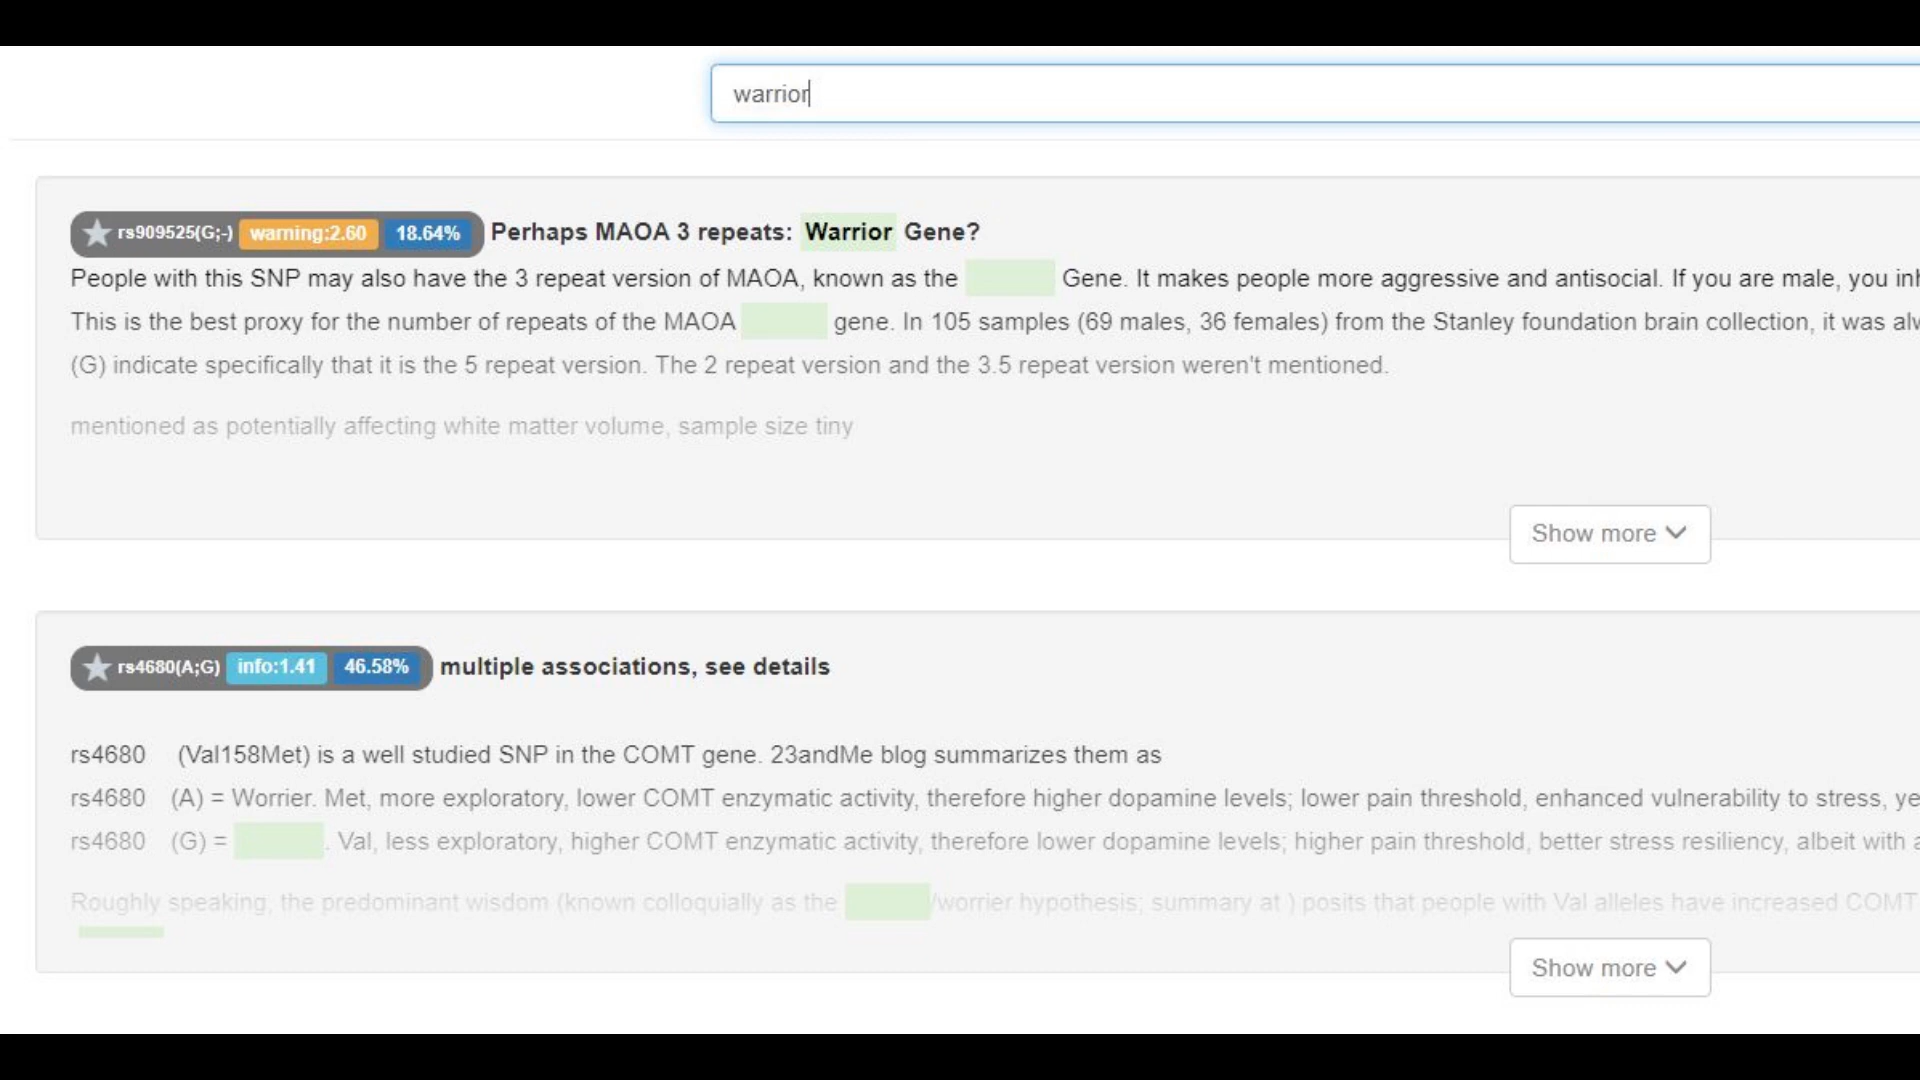 warrior
rs909525(G;-) warning:2.60 18.64% Perhaps MAOA 3 repeats: Warrior Gene?
People with this SNP may also have the 3 repeat version of MAOA, known as the Gene. It makes people more aggressive and antisocial. If you are male, you inh
This is the best proxy for the number of repeats of the MAOA gene. In 105 samples (69 males, 36 females) from the Stanley foundation brain collection, it was alw
(G) indicate specifically that it is the 5 repeat version. The 2 repeat version and the 3.5 repeat version weren't mentioned.
mentioned as potentially affecting white matter volume, sample size tiny
Show more
rs4680(A;G) info:1.41 46.58% multiple associations, see details
rs4680 (Val158Met) is a well studied SNP in the COMT gene. 23andMe blog summarizes them as
rs4680 (A) = Worrier. Met, more exploratory, lower COMT enzymatic activity, therefore higher dopamine levels; lower pain threshold, enhanced vulnerability to stress, ye
rs4680 (G) = . Val, less exploratory, higher COMT enzymatic activity, therefore lower dopamine levels; higher pain threshold, better stress resiliency, albeit with a
Roughly speaking, the predominant wisdom (known colloquially as the /worrier hypothesis; summary at ) posits that people with Val alleles have increased COMT
Show more